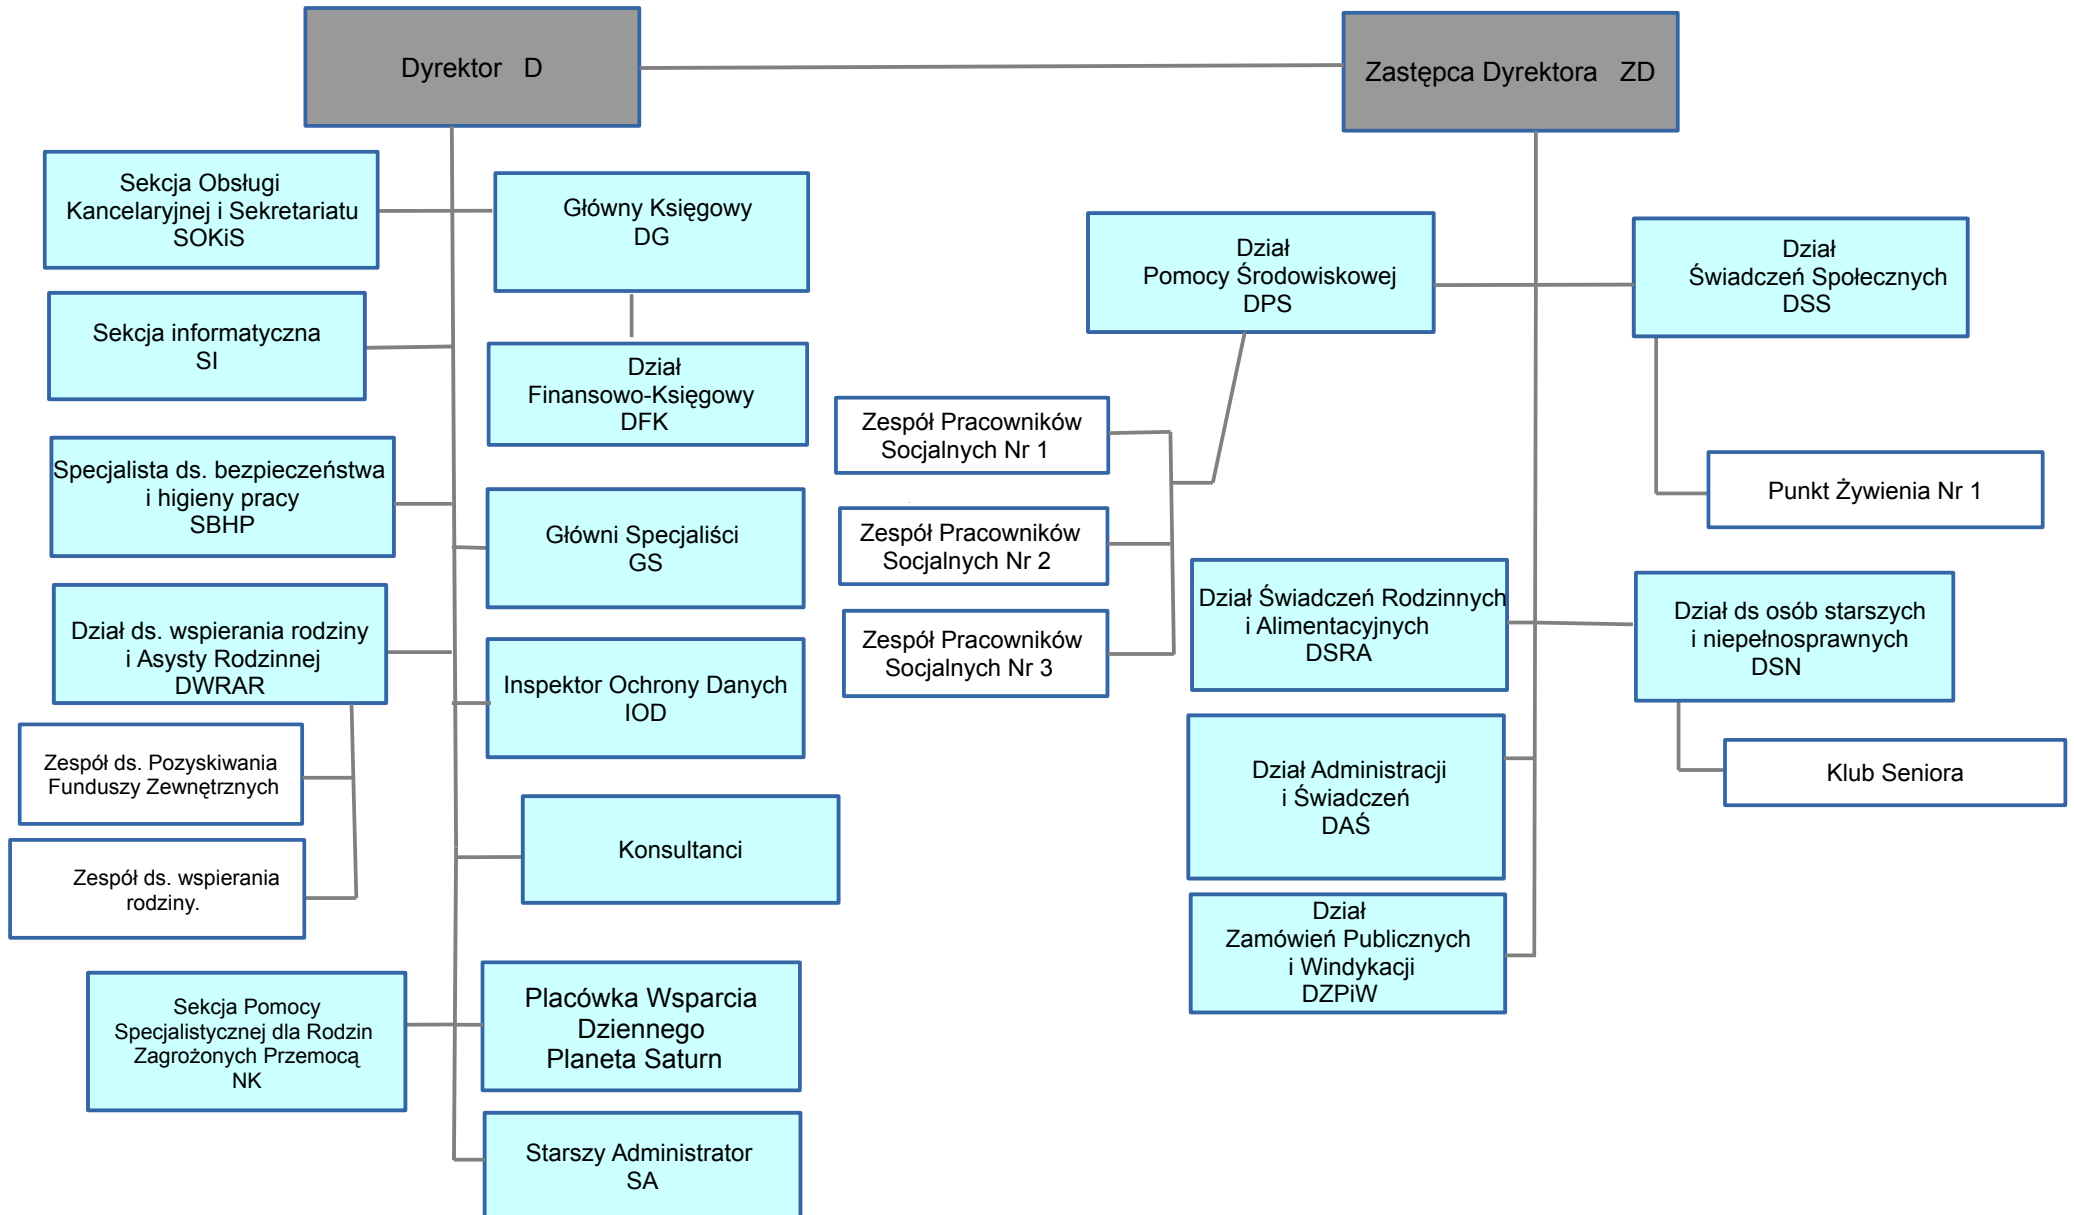 Dyrektor D
Zastępca Dyrektora ZD
Sekcja Obsługi
Kancelaryjnej i Sekretariatu
SOKiS
Główny Księgowy
DG
Sekcja informatyczna
SI
Dział
Finansowo-Księgowy
DFK
Specjalista ds. bezpieczeństwa
i higieny pracy
SBHP
Główni Specjaliści
GS
Dział ds. wspierania rodziny
i Asysty Rodzinnej
DWRAR
Inspektor Ochrony Danych
IOD
Zespół ds. Pozyskiwania
Funduszy Zewnętrznych
Zespół ds. wspierania
rodziny.
Konsultanci
Sekcja Pomocy
Specjalistycznej dla Rodzin
Zagrożonych Przemocą
NK
Placówka Wsparcia
Dziennego
Planeta Saturn
Starszy Administrator
SA
Dział
Pomocy Środowiskowej
DPS
Dział
Świadczeń Społecznych
DSS
Zespół Pracowników
Socjalnych Nr 1
Zespół Pracowników
Socjalnych Nr 2
Zespół Pracowników
Socjalnych Nr 3
Punkt Żywienia Nr 1
Dział Świadczeń Rodzinnych
i Alimentacyjnych
DSRA
Dział ds osób starszych
i niepełnosprawnych
DSN
Klub Seniora
Dział Administracji
i Świadczeń
DAŚ
Dział
Zamówień Publicznych
i Windykacji
DZPiW